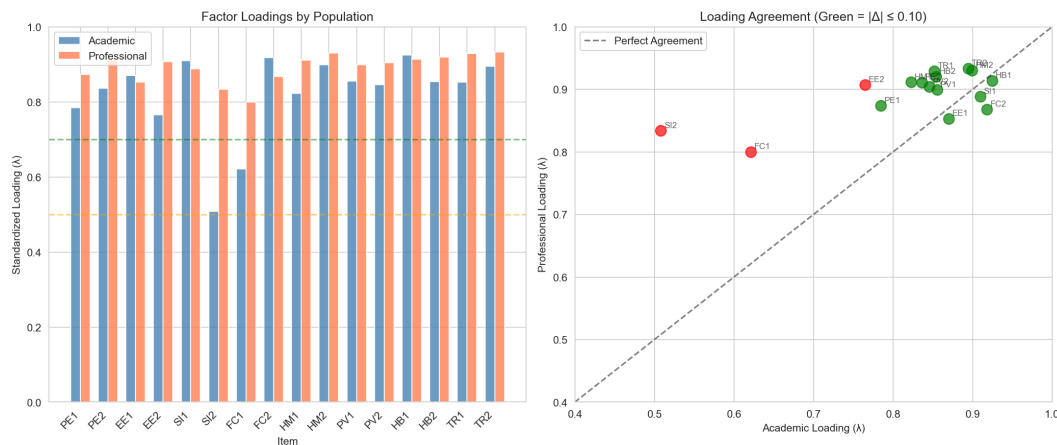 Factor Loadings by Population
Academic
Professional
Standardized Loading (λ)
1.0
0.8
0.6
0.4
0.2
0.0
PE1 PE2 EE1 EE2 SI1 SI2 FC1 FC2 HM1 HM2 PV1 PV2 HB1 HB2 TR1 TR2
Item
Loading Agreement (Green = |Δ| ≤ 0.10)
Perfect Agreement
Professional Loading (λ)
1.0
0.9
0.8
0.7
0.6
0.5
0.4
TR1
HB2
HB1
EE2
PV1
SI1
PE1
FC2
EE1
SI2
FC1
0.4 0.5 0.6 0.7 0.8 0.9 1.0
Academic Loading (λ)